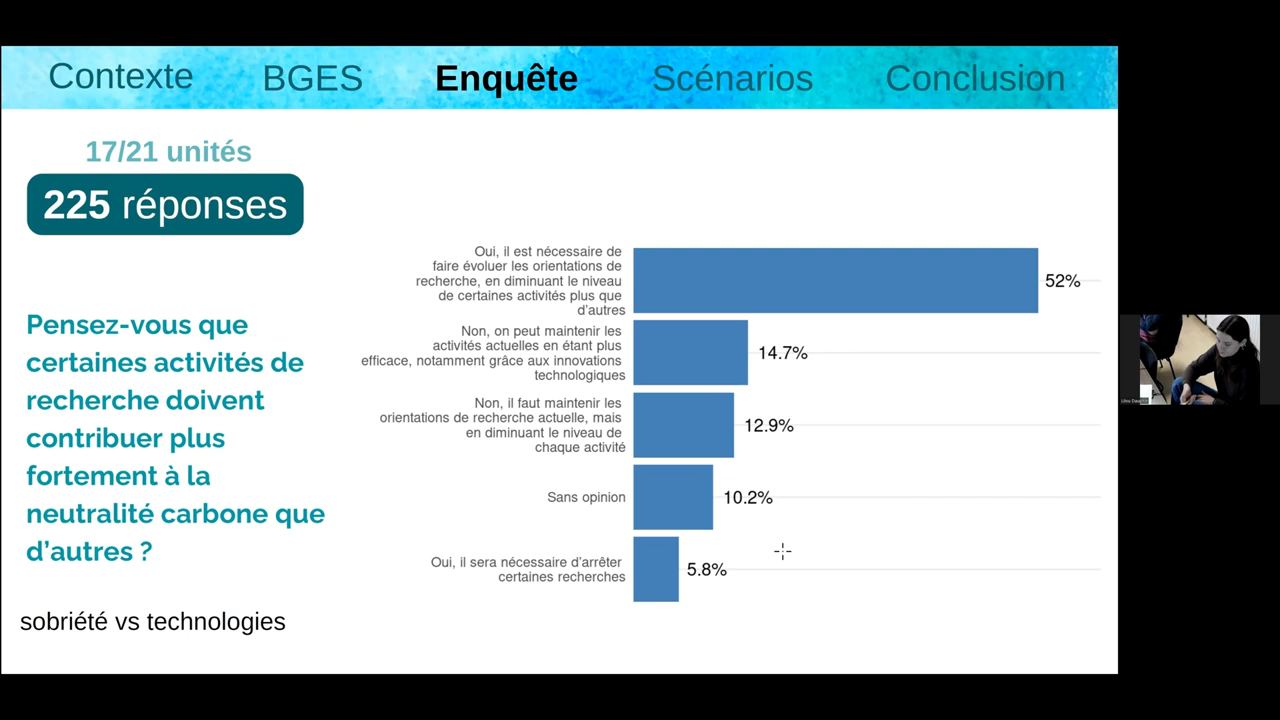 Contexte BGES Enquête Scénarios Conclusion
17/21 unités
225 réponses
Pensez-vous que
certaines activités de
recherche doivent
contribuer plus
fortement à la
neutralité carbone que
d'autres ?
sobriété vs technologies
Oui, il est nécessaire de
faire évoluer les orientations de
recherche, en diminuant le niveau
de certaines activités plus que
d'autres
52%
Non, on peut maintenir les
activités actuelles en étant plus
efficace, notamment grâce aux innovations
technologiques
14.7%
Non, il faut maintenir les
orientations de recherche actuelle, mais
en diminuant le niveau de
chaque activité
12.9%
Sans opinion
10.2%
Oui, il sera nécessaire d'arrêter
certaines recherches
5.8%